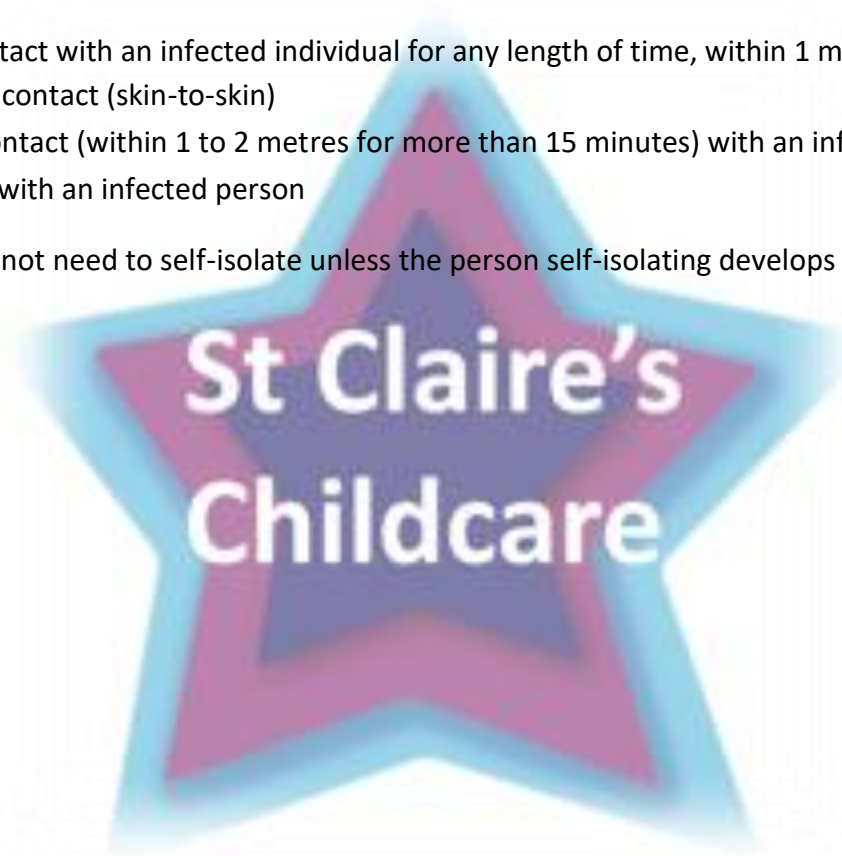 tact with an infected individual for any length of time, within 1 m
contact (skin-to-skin)
ontact (within 1 to 2 metres for more than 15 minutes) with an inf
with an infected person
not need to self-isolate unless the person self-isolating develops
St Claire’s
Childcare